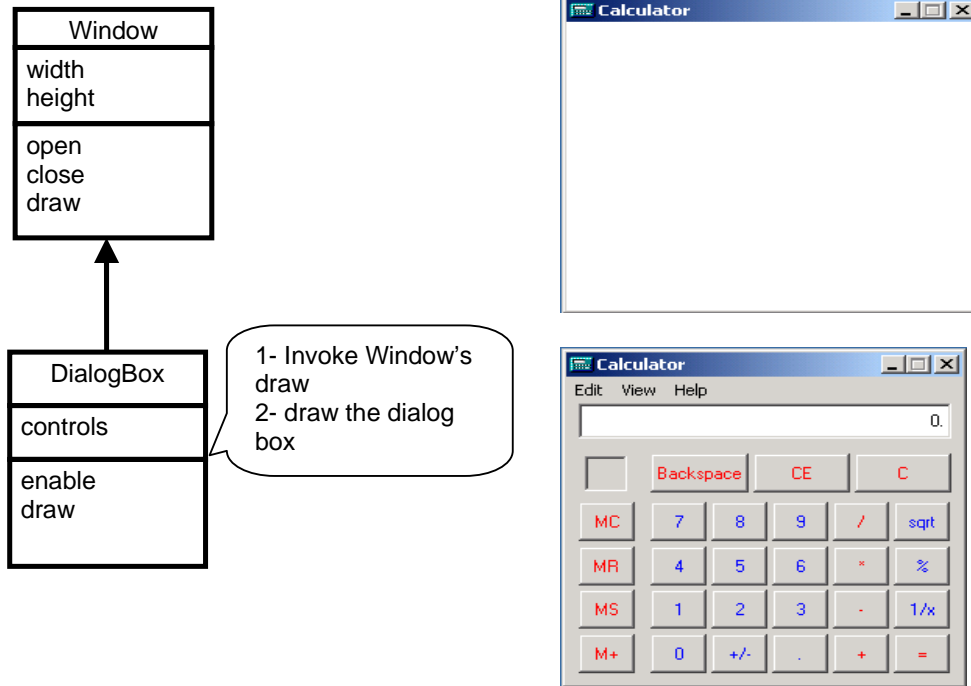 Window
width
height
open
close
draw
DialogBox
controls
enable
draw
1- Invoke Window’s
draw
2- draw the dialog
box
Calculator
Calculator
Edit View Help
0.
Backspace CE C
MC 7 8 9 / sqrt
MR 4 5 6 * %
MS 1 2 3 - 1/x
M+ 0 +/- . + =